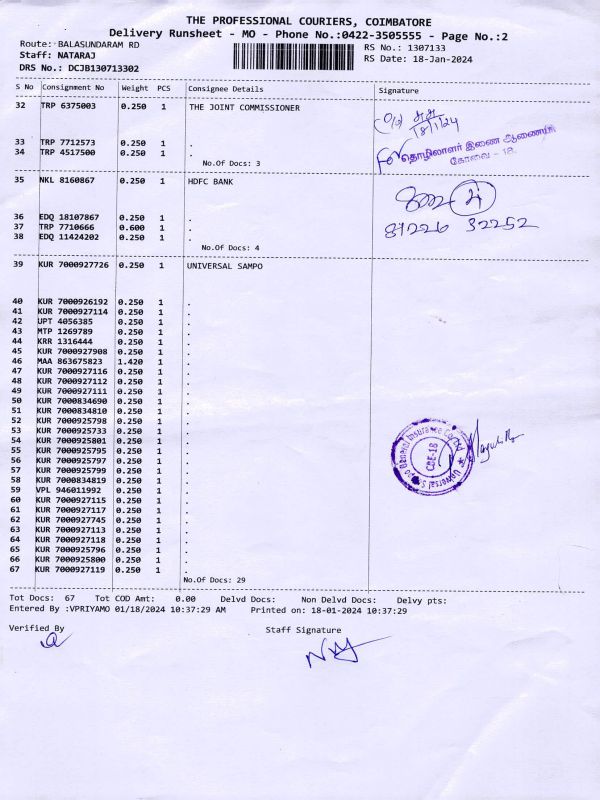 THE PROFESSIONAL COURIERS, COIMBATORE
Delivery Runsheet - MO - Phone No.:0422-3505555 - Page No.:2
Route: BALASUNDARAM RD
RS No.: 1307133
Staff: NATARAJ
RS Date: 18-Jan-2024
DRS No.: DCJB130713302
S No Consignment No Weight PCS Consignee Details Signature
32 TRP 6375003 0.250 1 THE JOINT COMMISSIONER
18/1/24
33 TRP 7712573 0.250 1 .
34 TRP 4517500 0.250 1 .
For தொழிலாளர் இணை ஆணையர்
கோவை - 18.
No.Of Docs: 3
35 NKL 8160867 0.250 1 HDFC BANK
36 EDQ 18107867 0.250 1 .
37 TRP 7710666 0.600 1 .
81226 32252
38 EDQ 11424202 0.250 1 .
No.Of Docs: 4
39 KUR 7000927726 0.250 1 UNIVERSAL SAMPO
40 KUR 7000926192 0.250 1 .
41 KUR 7000927114 0.250 1 .
42 UPT 4056385 0.250 1 .
43 MTP 1269789 0.250 1 .
44 KRR 1316444 0.250 1 .
45 KUR 7000927908 0.250 1 .
46 MAA 863675823 1.420 1 .
47 KUR 7000927116 0.250 1 .
48 KUR 7000927112 0.250 1 .
49 KUR 7000927111 0.250 1 .
50 KUR 7000834690 0.250 1 .
51 KUR 7000834810 0.250 1 .
52 KUR 7000925798 0.250 1 .
53 KUR 7000925733 0.250 1 .
54 KUR 7000925801 0.250 1 .
55 KUR 7000925795 0.250 1 .
56 KUR 7000925797 0.250 1 .
57 KUR 7000925799 0.250 1 .
58 KUR 7000834819 0.250 1 .
59 VPL 946011992 0.250 1 .
60 KUR 7000927115 0.250 1 .
61 KUR 7000927117 0.250 1 .
62 KUR 7000927745 0.250 1 .
63 KUR 7000927113 0.250 1 .
64 KUR 7000927118 0.250 1 .
65 KUR 7000925796 0.250 1 .
66 KUR 7000925800 0.250 1 .
67 KUR 7000927119 0.250 1 .
Universal Sompo General Insurance Co. Ltd.
CBE-18
No.Of Docs: 29
Tot Docs: 67 Tot COD Amt: 0.00 Delvd Docs: Non Delvd Docs: Delvy pts:
Entered By :VPRIYAMO 01/18/2024 10:37:29 AM Printed on: 18-01-2024 10:37:29
Verified By Staff Signature